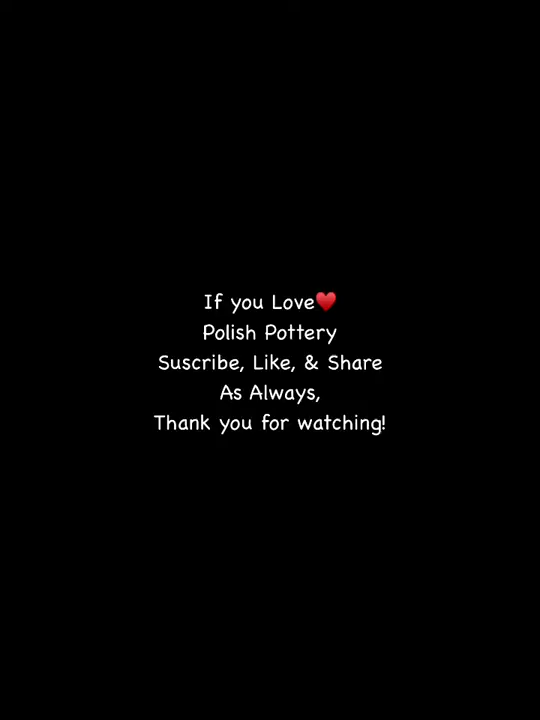 If you Love♥️
Polish Pottery
Suscribe, Like, & Share
As Always,
Thank you for watching!